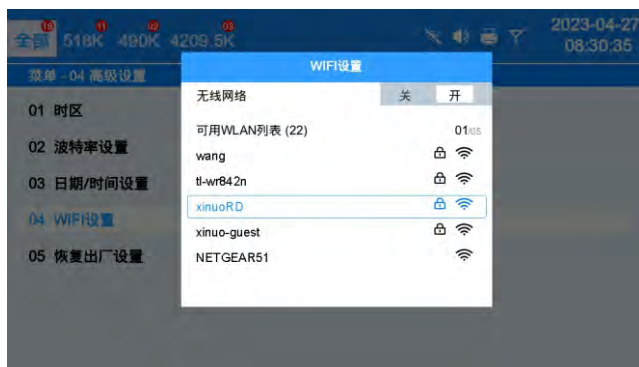 16 11 02 03
全部 518K 490K 4209.5K
2023-04-27
08:30:35
菜单 - 04 高级设置
01 时区
02 波特率设置
03 日期/时间设置
04 WIFI设置
05 恢复出厂设置
WIFI设置
无线网络 关 开
可用WLAN列表 (22) 01/05
wang
tl-wr842n
xinuoRD
xinuo-guest
NETGEAR51